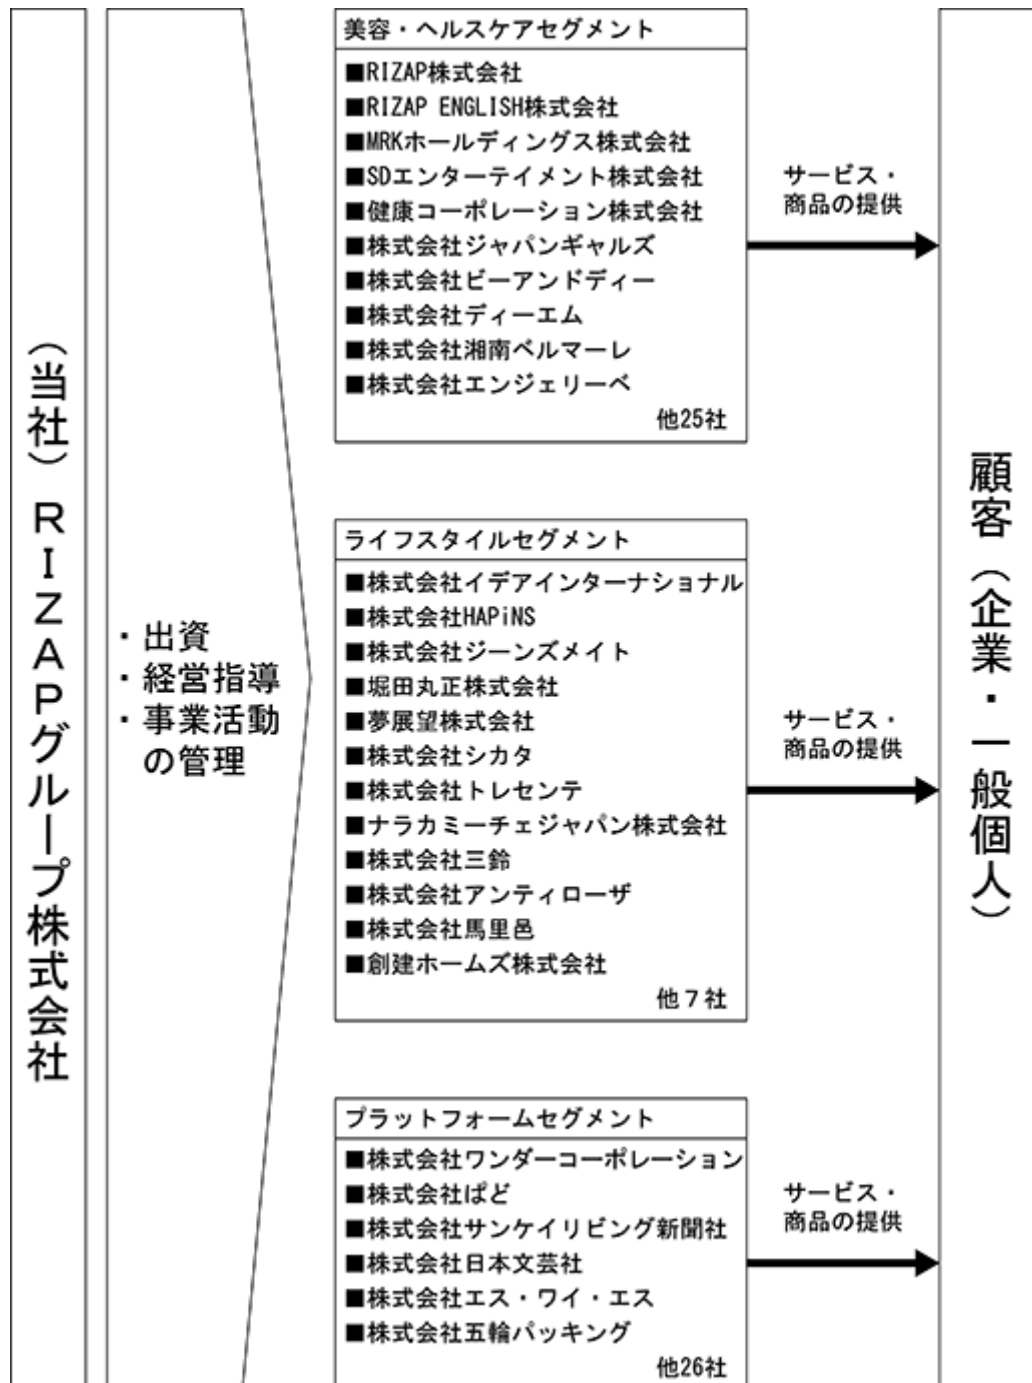 （当社）ＲＩＺＡＰグループ株式会社
・出資
・経営指導
・事業活動
の管理
美容・ヘルスケアセグメント
■RIZAP株式会社
■RIZAP ENGLISH株式会社
■MRKホールディングス株式会社
■SDエンターテイメント株式会社
■健康コーポレーション株式会社
■株式会社ジャパンギャルズ
■株式会社ビーアンドディー
■株式会社ディーエム
■株式会社湘南ベルマーレ
■株式会社エンジェリーベ
他25社
サービス・
商品の提供
ライフスタイルセグメント
■株式会社イデアインターナショナル
■株式会社HAPiNS
■株式会社ジーンズメイト
■堀田丸正株式会社
■夢展望株式会社
■株式会社シカタ
■株式会社トレセンテ
■ナラカミーチェジャパン株式会社
■株式会社三鈴
■株式会社アンティローザ
■株式会社馬里邑
■創建ホームズ株式会社
他７社
サービス・
商品の提供
プラットフォームセグメント
■株式会社ワンダーコーポレーション
■株式会社ぱど
■株式会社サンケイリビング新聞社
■株式会社日本文芸社
■株式会社エス・ワイ・エス
■株式会社五輪パッキング
他26社
サービス・
商品の提供
顧客（企業・一般個人）